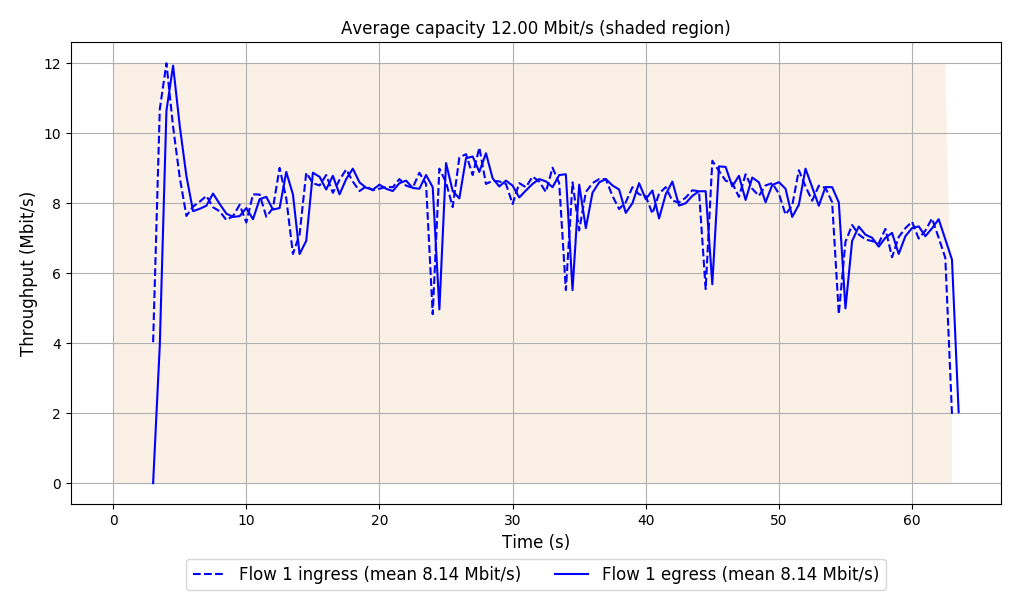 Average capacity 12.00 Mbit/s (shaded region)
Throughput (Mbit/s)
12
10
8
6
4
2
0
0 10 20 30 40 50 60
Time (s)
Flow 1 ingress (mean 8.14 Mbit/s) Flow 1 egress (mean 8.14 Mbit/s)